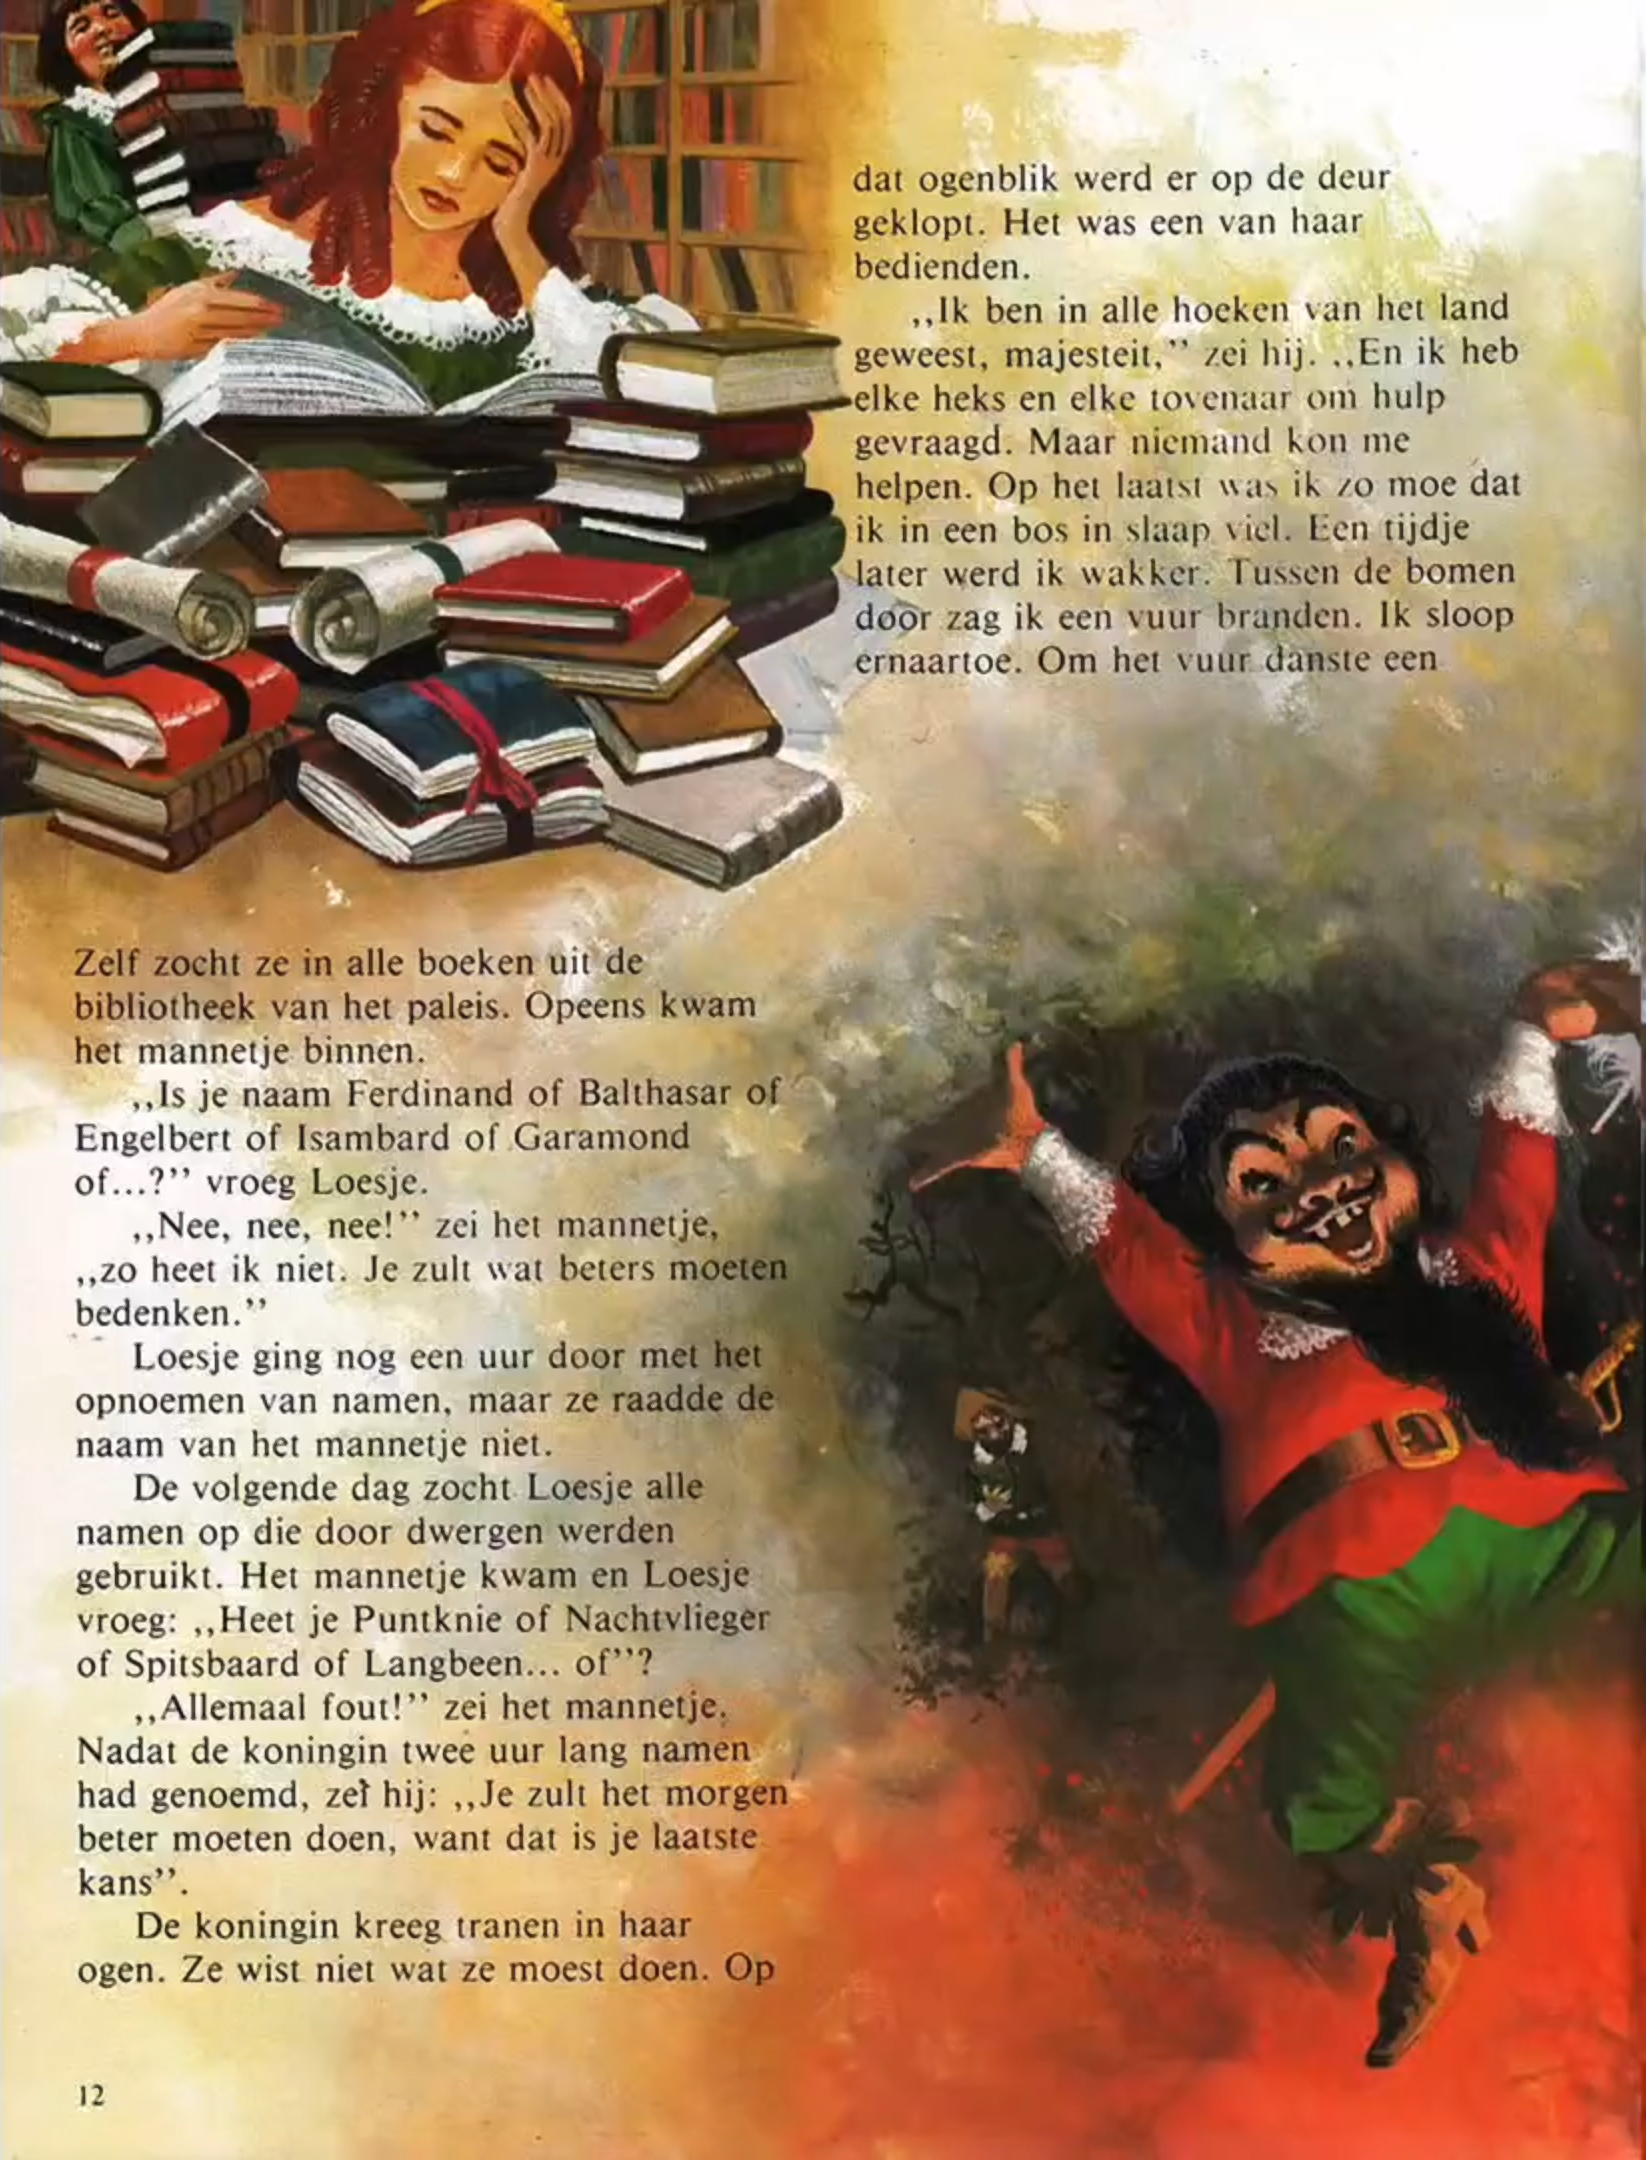 Zelf zocht ze in alle boeken uit de
bibliotheek van het paleis. Opeens kwam
het mannetje binnen.
,,Is je naam Ferdinand of Balthasar of
Engelbert of Isambard of Garamond
of...?’’ vroeg Loesje.
,,Nee, nee, nee!’’ zei het mannetje,
,,zo heet ik niet. Je zult wat beters moeten
bedenken.’’
Loesje ging nog een uur door met het
opnoemen van namen, maar ze raadde de
naam van het mannetje niet.
De volgende dag zocht Loesje alle
namen op die door dwergen werden
gebruikt. Het mannetje kwam en Loesje
vroeg: ,,Heet je Puntknie of Nachtvlieger
of Spitsbaard of Langbeen... of’’?
,,Allemaal fout!’’ zei het mannetje.
Nadat de koningin twee uur lang namen
had genoemd, zei hij: ,,Je zult het morgen
beter moeten doen, want dat is je laatste
kans’’.
De koningin kreeg tranen in haar
ogen. Ze wist niet wat ze moest doen. Op
dat ogenblik werd er op de deur
geklopt. Het was een van haar
bedienden.
,,Ik ben in alle hoeken van het land
geweest, majesteit,’’ zei hij. ,,En ik heb
elke heks en elke tovenaar om hulp
gevraagd. Maar niemand kon me
helpen. Op het laatst was ik zo moe dat
ik in een bos in slaap viel. Een tijdje
later werd ik wakker. Tussen de bomen
door zag ik een vuur branden. Ik sloop
ernaartoe. Om het vuur danste een
12